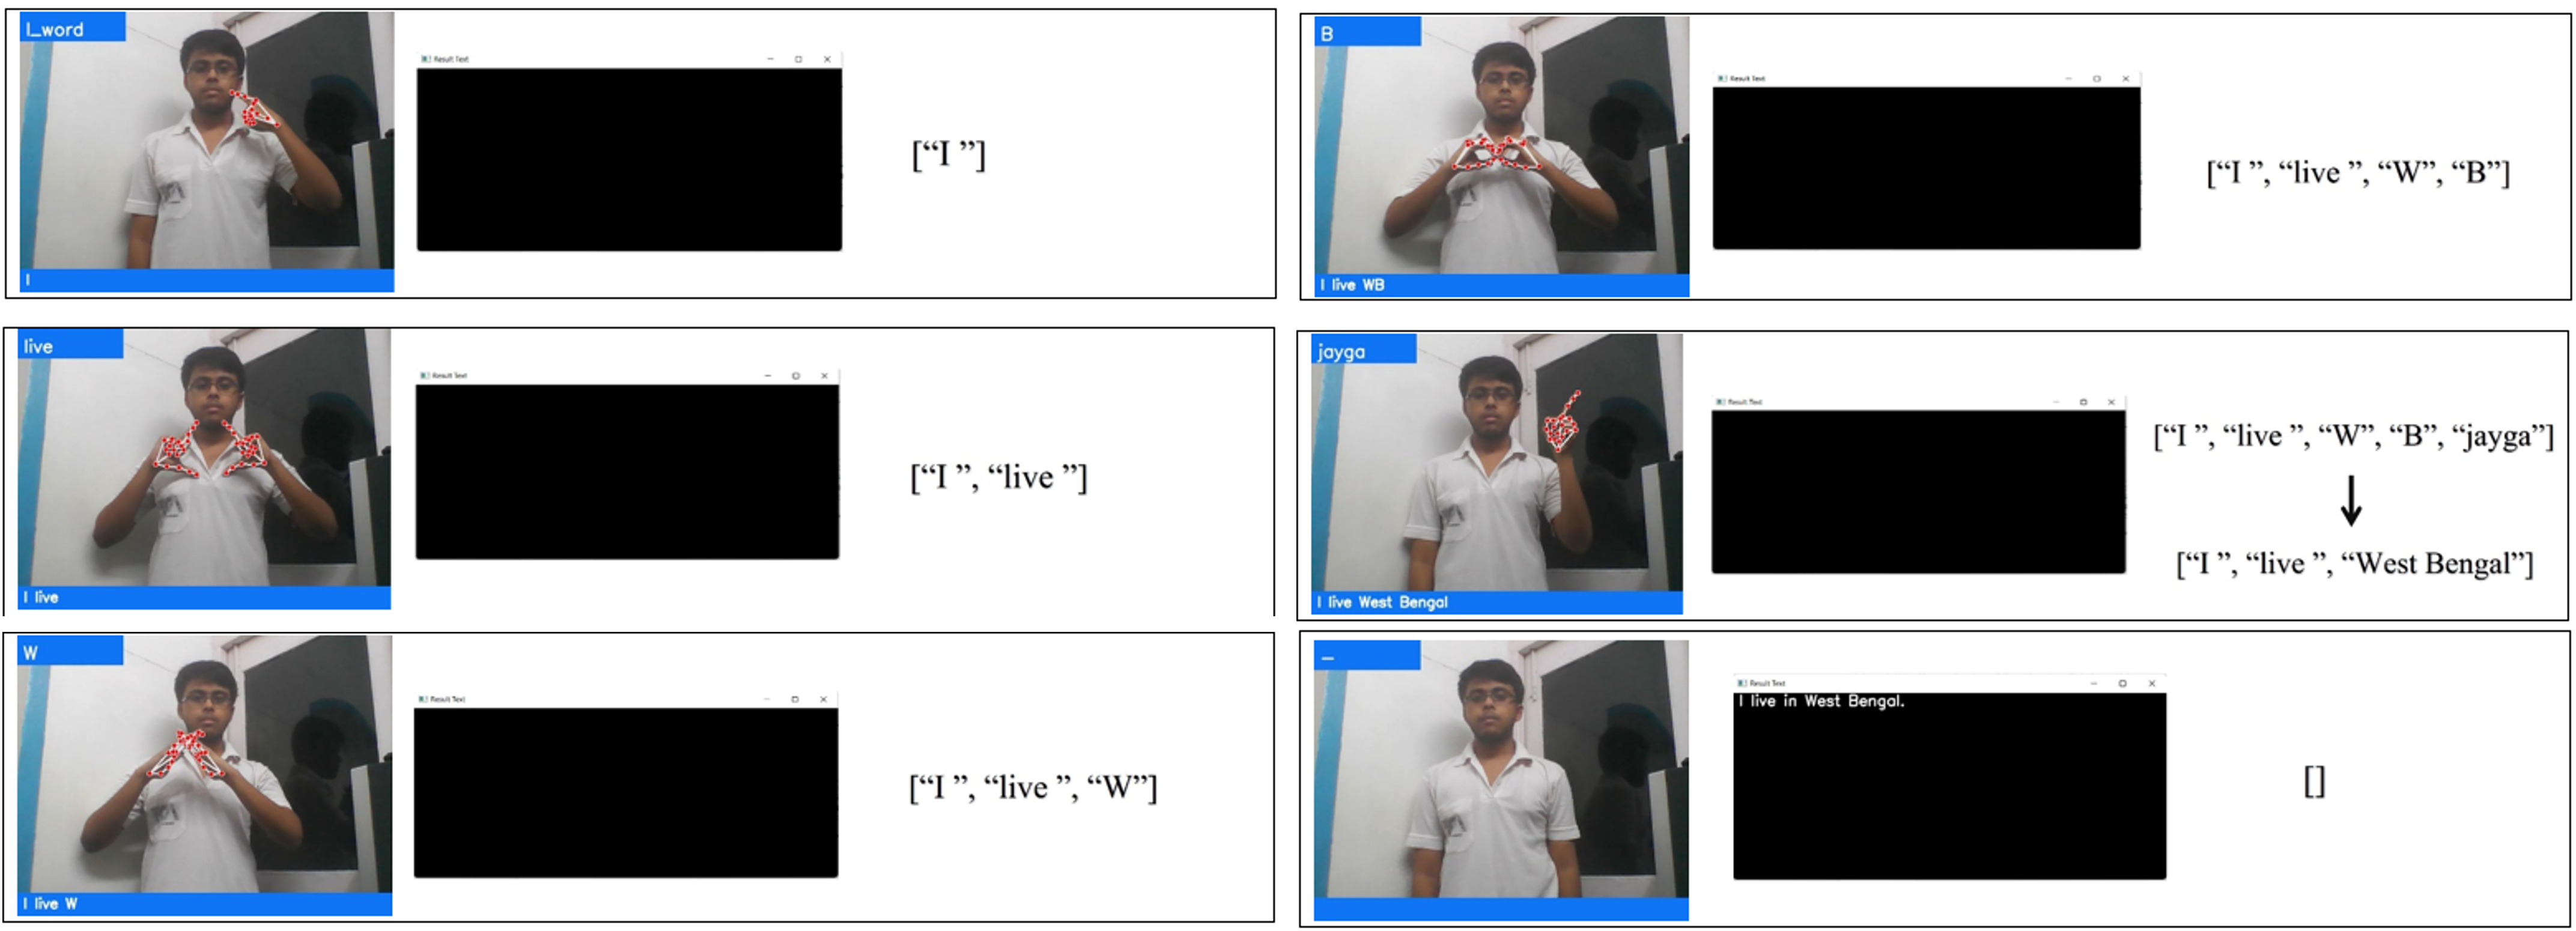 I_word
Result Text
["I "]
I
live
Result Text
["I ", "live "]
I live
W
Result Text
["I ", "live ", "W"]
I live W
B
Result Text
["I ", "live ", "W", "B"]
I live WB
jayga
Result Text
["I ", "live ", "W", "B", "jayga"]
["I ", "live ", "West Bengal"]
I live West Bengal
_
Result Text
I live in West Bengal.
[]